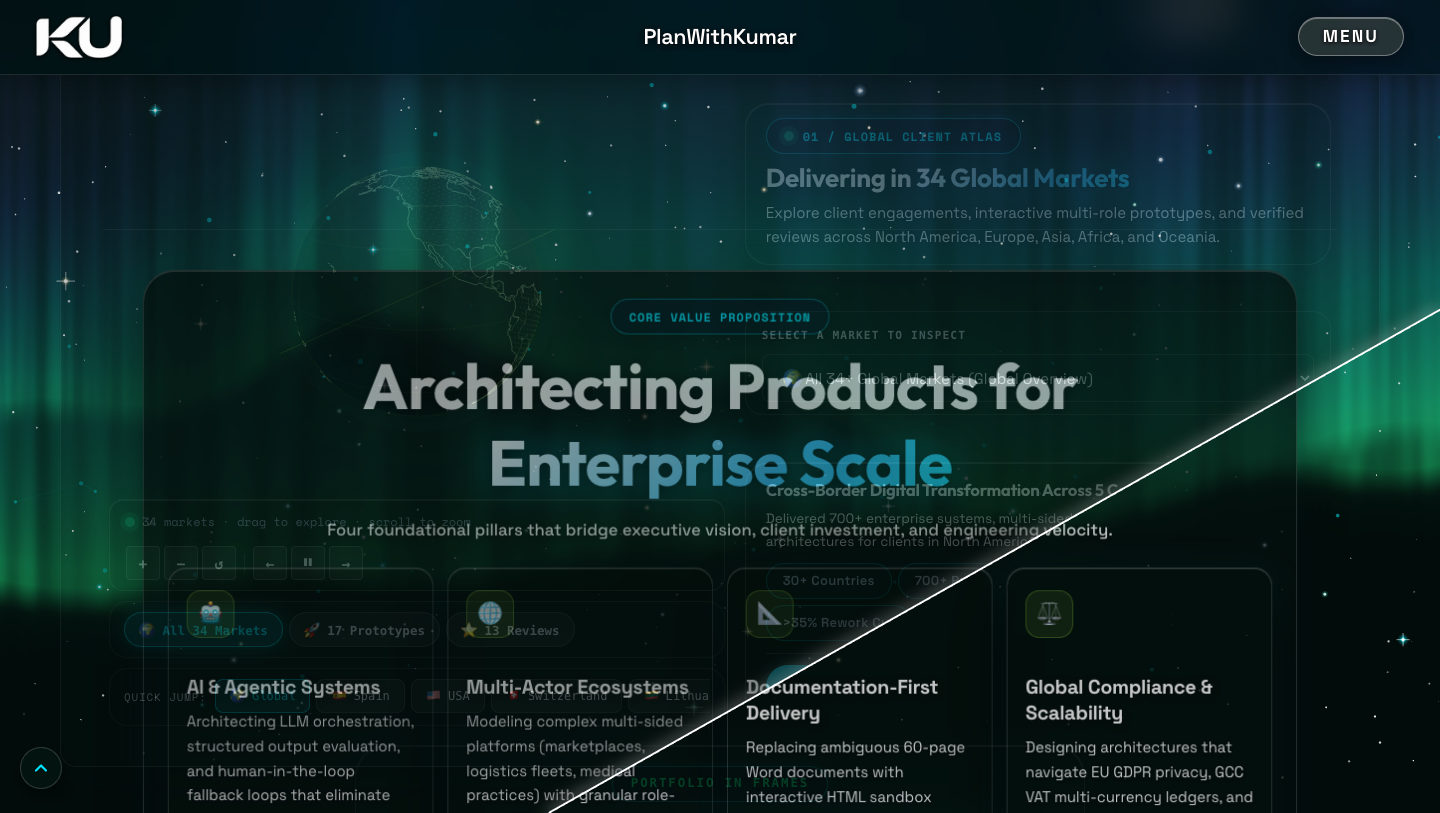 KU
PlanWithKumar
MENU
01 / GLOBAL CLIENT ATLAS
Delivering in 34 Global Markets
Explore client engagements, interactive multi-role prototypes, and verified
reviews across North America, Europe, Asia, Africa, and Oceania.
CORE VALUE PROPOSITION
SELECT A MARKET TO INSPECT
All 34+ Global Markets (Global Overview)
Architecting Products for
Enterprise Scale
Cross-Border Digital Transformation Across 5 C
Delivered 700+ enterprise systems, multi-sided
architectures for clients in North America
34 markets · drag to explore · scroll to zoom
Four foundational pillars that bridge executive vision, client investment, and engineering velocity.
+ − ↺ ← →
30+ Countries
700+
>35% Rework
All 34 Markets
17 Prototypes
13 Reviews
QUICK JUMP:
Global
Spain
USA
Switzerland
Lithua
AI & Agentic Systems
Architecting LLM orchestration,
structured output evaluation,
and human-in-the-loop
fallback loops that eliminate
Multi-Actor Ecosystems
Modeling complex multi-sided
platforms (marketplaces,
logistics fleets, medical
practices) with granular role-
Documentation-First
Delivery
Replacing ambiguous 60-page
Word documents with
interactive HTML sandbox
Global Compliance &
Scalability
Designing architectures that
navigate EU GDPR privacy, GCC
VAT multi-currency ledgers, and
PORTFOLIO IN FRAMES